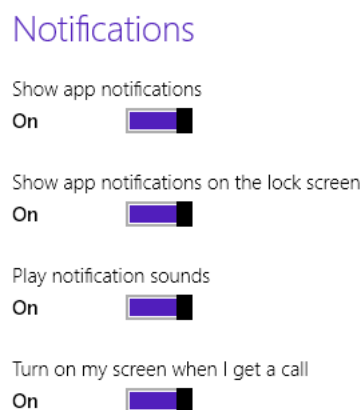 Notifications
Show app notifications
On
Show app notifications on the lock screen
On
Play notification sounds
On
Turn on my screen when I get a call
On